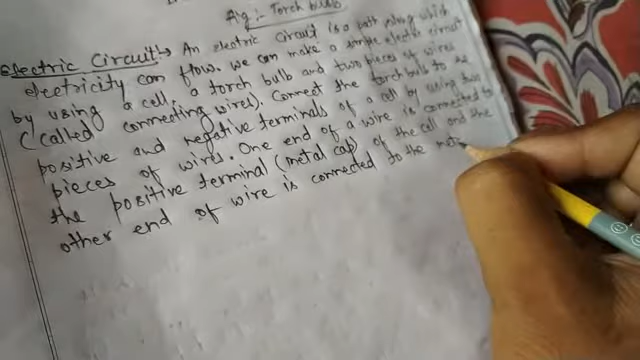 Fig:- Torch bulb
Electric Circuit:→ An electric circuit is a path along which
electricity can flow. We can make a simple electric circuit
by using a cell, a torch bulb and two pieces of wires
(called connecting wires). Connect the torch bulb to the
positive and negative terminals of a cell by using two
pieces of wires. One end of a wire is connected to
the positive terminal (metal cap) of the cell and the
other end of wire is connected to the